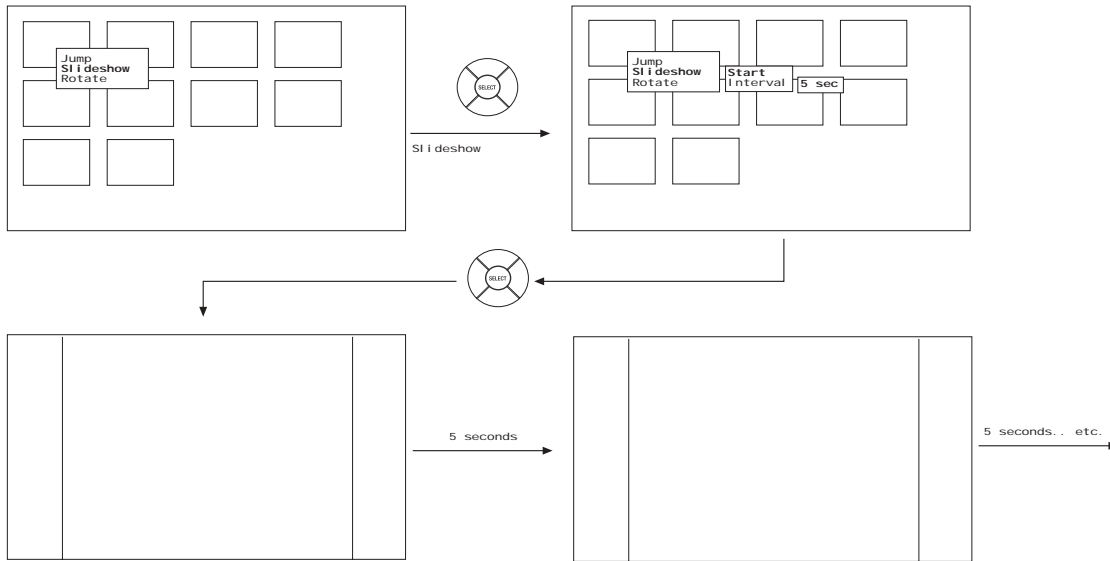 Jump
Slideshow
Rotate
SELECT
Slideshow
Jump
Slideshow
Rotate
Start
Interval
5 sec
SELECT
5 seconds
5 seconds.. etc.